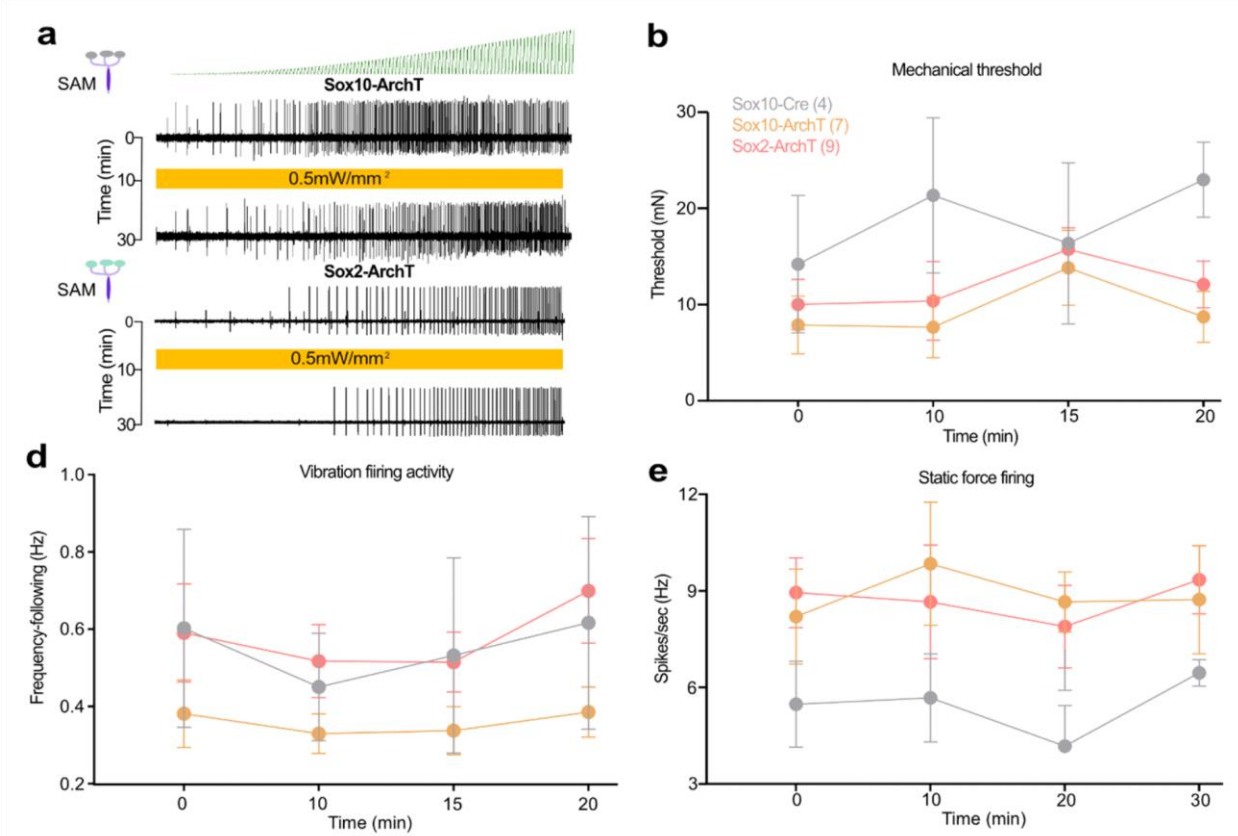 a
SAM
Sox10-ArchT
Time (min)
0
10
30
0.5mW/mm²
Sox2-ArchT
SAM
Time (min)
0
10
30
0.5mW/mm²
b
Mechanical threshold
Sox10-Cre (4)
Sox10-ArchT (7)
Sox2-ArchT (9)
Threshold (mN)
30
20
10
0
0 10 15 20
Time (min)
d
Vibration fiiring activity
Frequency-following (Hz)
1.0
0.8
0.6
0.4
0.2
0 10 15 20
Time (min)
e
Static force firing
Spikes/sec (Hz)
12
9
6
3
0 10 20 30
Time (min)